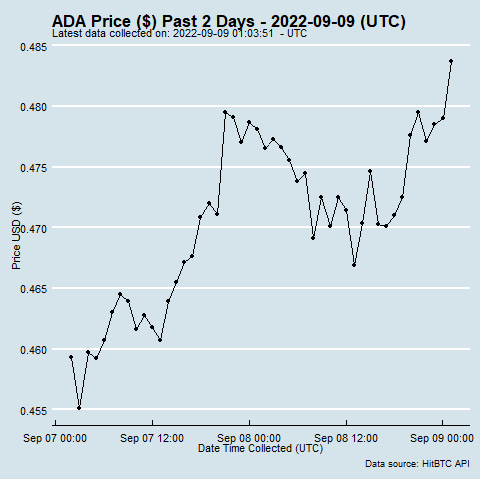 ADA Price ($) Past 2 Days - 2022-09-09 (UTC)
Latest data collected on: 2022-09-09 01:03:51 - UTC
0.485
0.480
0.475
0.470
0.465
0.460
0.455
Price USD ($)
Sep 07 00:00 Sep 07 12:00 Sep 08 00:00 Sep 08 12:00 Sep 09 00:00
Date Time Collected (UTC)
Data source: HitBTC API